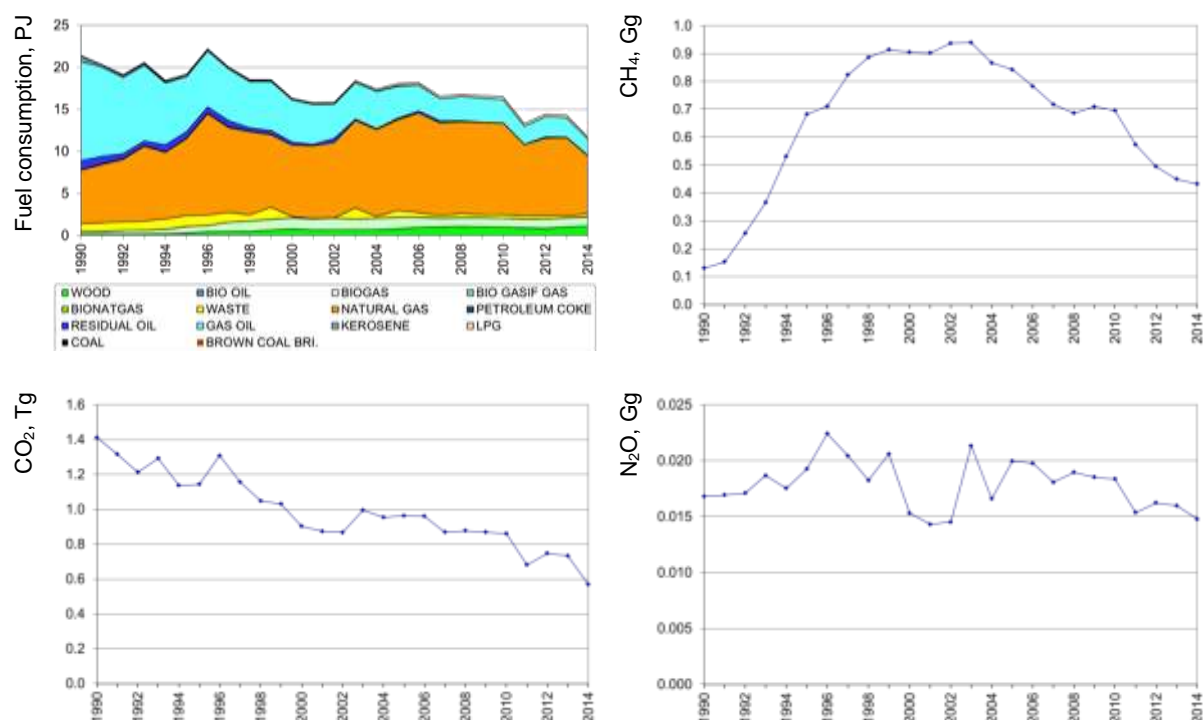 Fuel consumption, PJ
25
20
15
10
5
0
1990 1992 1994 1996 1998 2000 2002 2004 2006 2008 2010 2012 2014
WOOD BIO OIL BIOGAS BIO GASIF GAS
BIONATGAS WASTE NATURAL GAS PETROLEUM COKE
RESIDUAL OIL GAS OIL KEROSENE LPG
COAL BROWN COAL BRI.
CH₄, Gg
1.0
0.9
0.8
0.7
0.6
0.5
0.4
0.3
0.2
0.1
0.0
1990 1992 1994 1996 1998 2000 2002 2004 2006 2008 2010 2012 2014
CO₂, Tg
1.6
1.4
1.2
1.0
0.8
0.6
0.4
0.2
0.0
1990 1992 1994 1996 1998 2000 2002 2004 2006 2008 2010 2012 2014
N₂O, Gg
0.025
0.020
0.015
0.010
0.005
0.000
1990 1992 1994 1996 1998 2000 2002 2004 2006 2008 2010 2012 2014